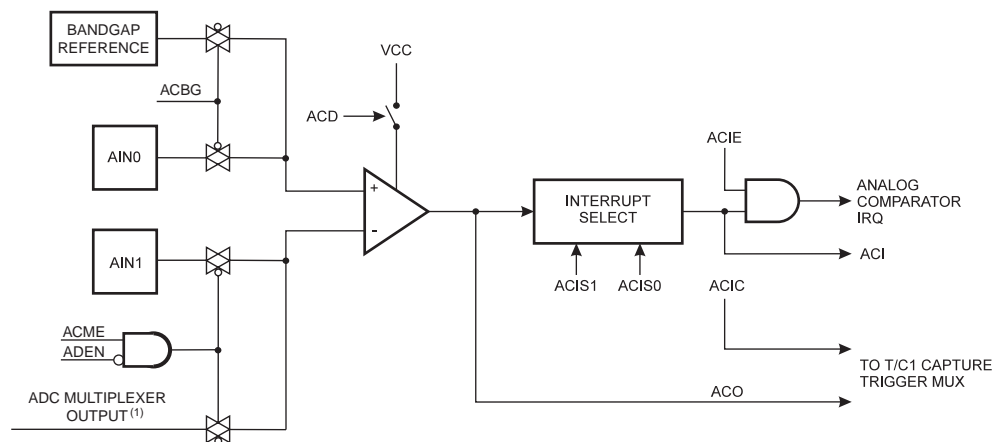 BANDGAP
REFERENCE
VCC
ACBG
ACD
AIN0
ACIE
+
-
INTERRUPT
SELECT
ANALOG
COMPARATOR
IRQ
AIN1
ACI
ACIS1
ACIS0
ACIC
ACME
ADEN
TO T/C1 CAPTURE
TRIGGER MUX
ADC MULTIPLEXER
OUTPUT (1)
ACO